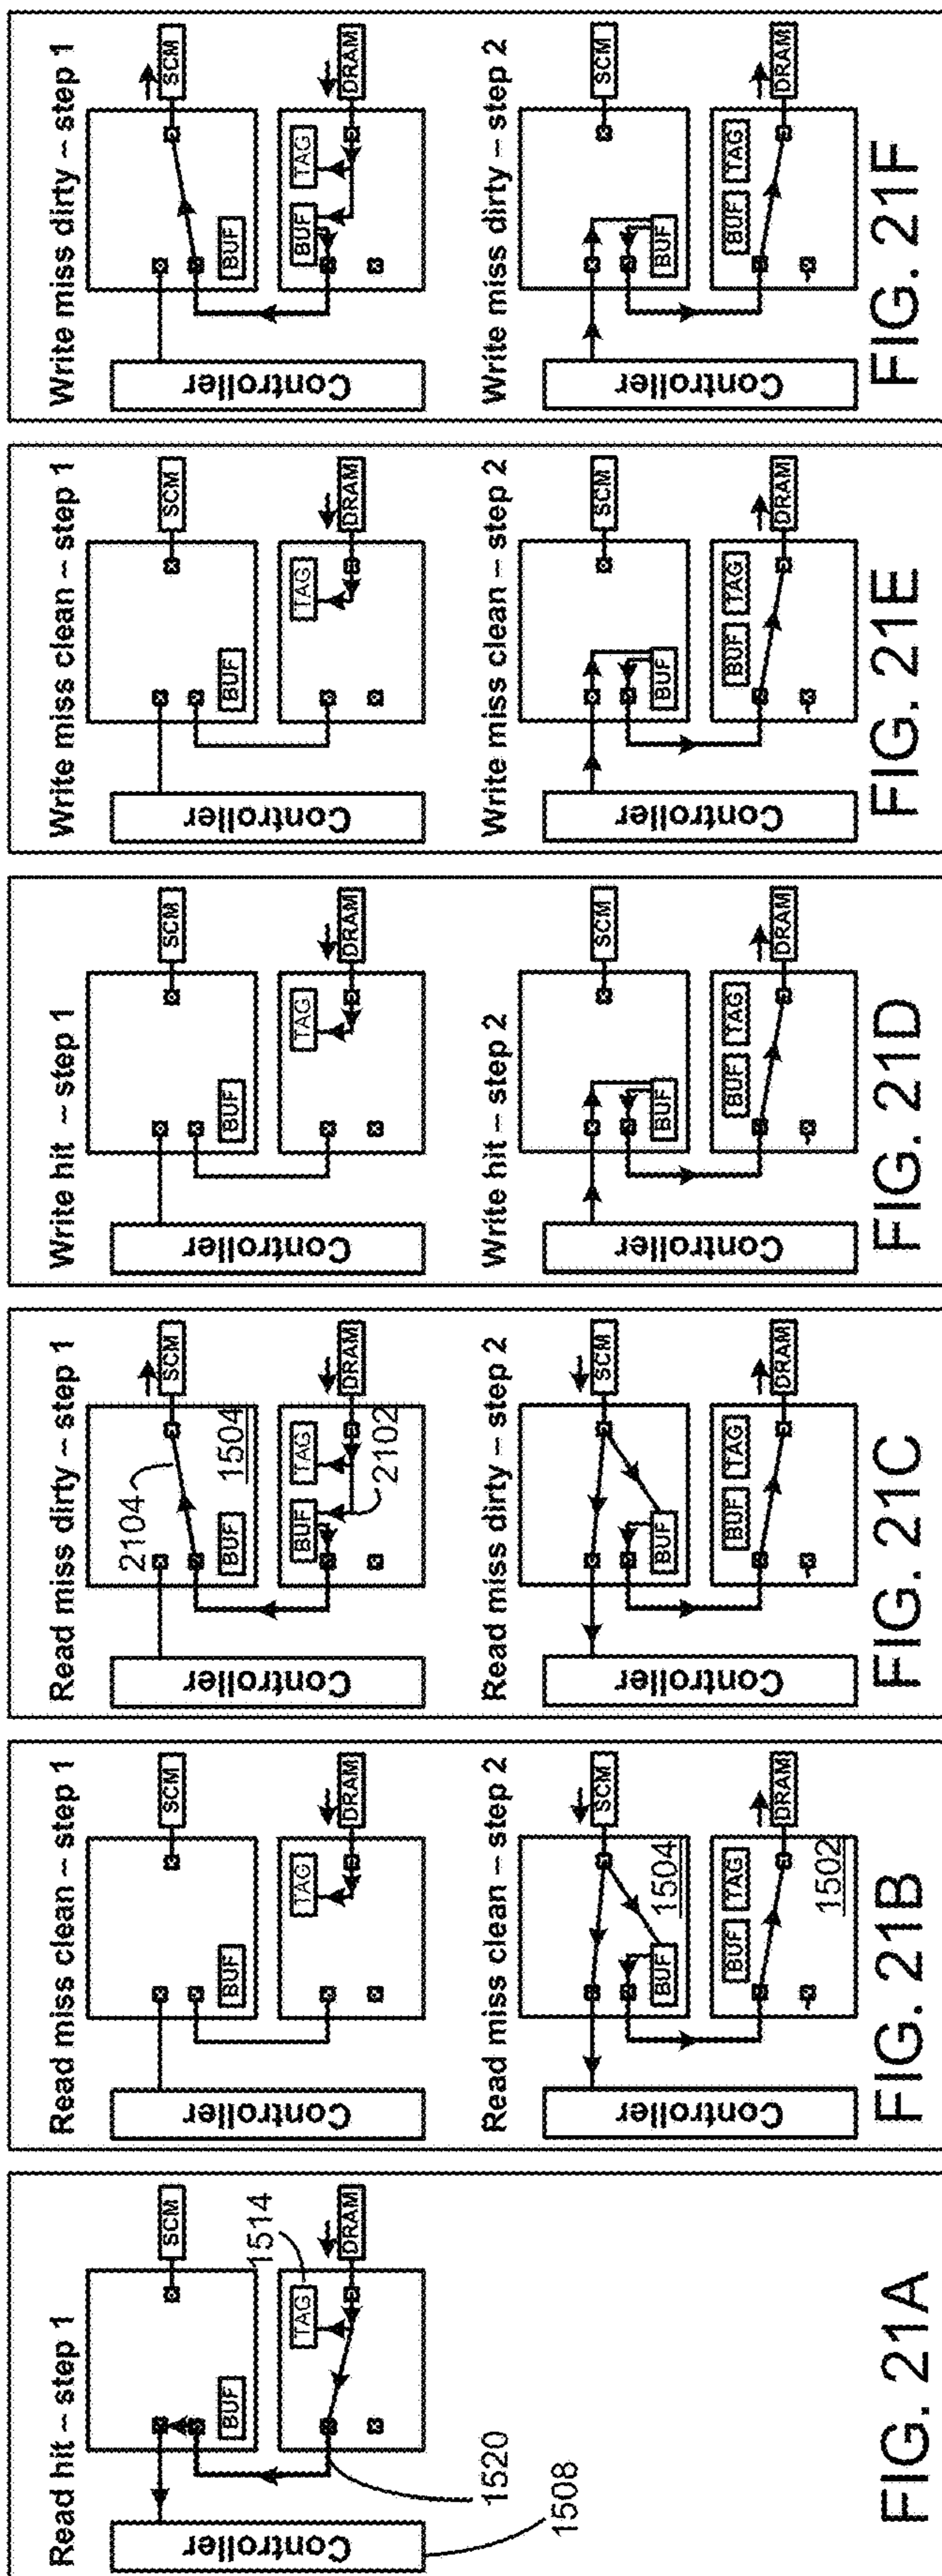 Read hit – step 1
SCM
Controller
BUF
1514
TAG
DRAM
1520
1508
FIG. 21A
Read miss clean – step 1
SCM
Controller
BUF
TAG
DRAM
Read miss clean – step 2
SCM
Controller
BUF
1504
BUF
TAG
DRAM
1502
FIG. 21B
Read miss dirty – step 1
2104
SCM
Controller
BUF
1504
BUF
TAG
DRAM
2102
Read miss dirty – step 2
SCM
Controller
BUF
BUF
TAG
DRAM
FIG. 21C
Write hit – step 1
SCM
Controller
BUF
TAG
DRAM
Write hit – step 2
SCM
Controller
BUF
BUF
TAG
DRAM
FIG. 21D
Write miss clean – step 1
SCM
Controller
BUF
TAG
DRAM
Write miss clean – step 2
SCM
Controller
BUF
BUF
TAG
DRAM
FIG. 21E
Write miss dirty – step 1
SCM
Controller
BUF
BUF
TAG
DRAM
Write miss dirty – step 2
SCM
Controller
BUF
BUF
TAG
DRAM
FIG. 21F